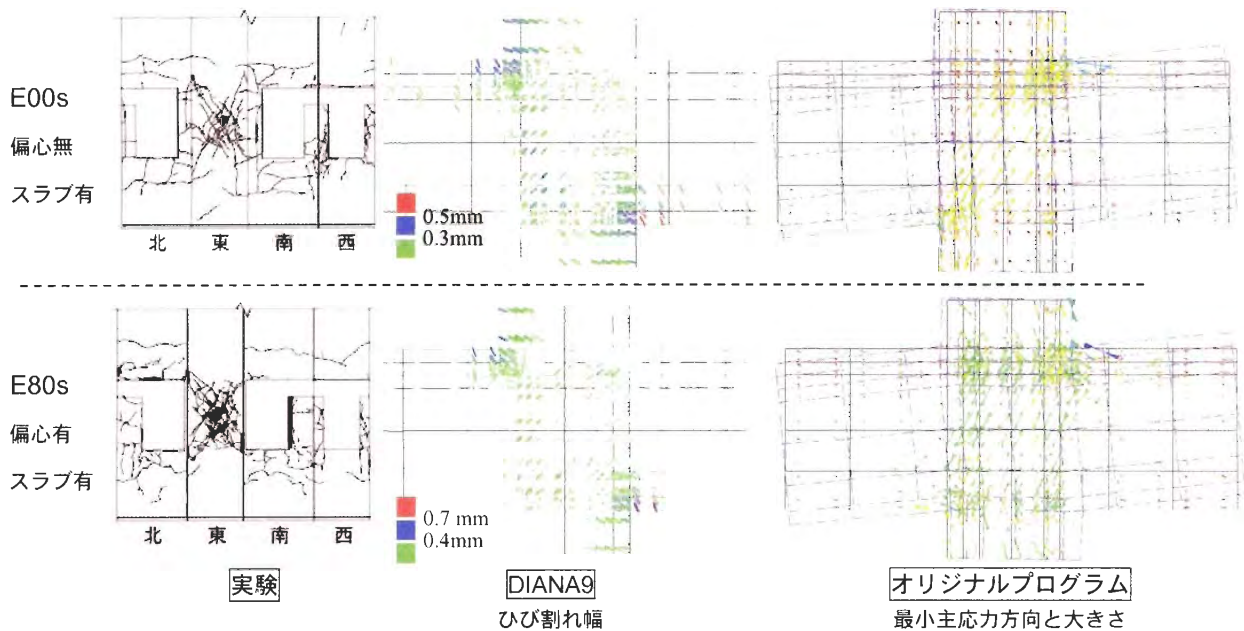 E00s
偏心無
スラブ有
北 東 南 西
0.5mm
0.3mm
E80s
偏心有
スラブ有
北 東 南 西
0.7 mm
0.4mm
実験
DIANA9
ひび割れ幅
オリジナルプログラム
最小主応力方向と大きさ